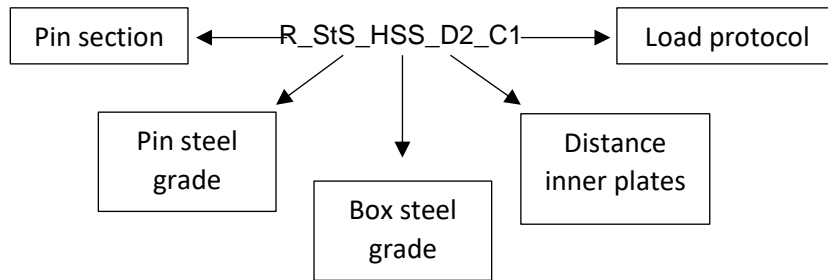 Pin section
R_StS_HSS_D2_C1
Load protocol
Pin steel
grade
Box steel
grade
Distance
inner plates